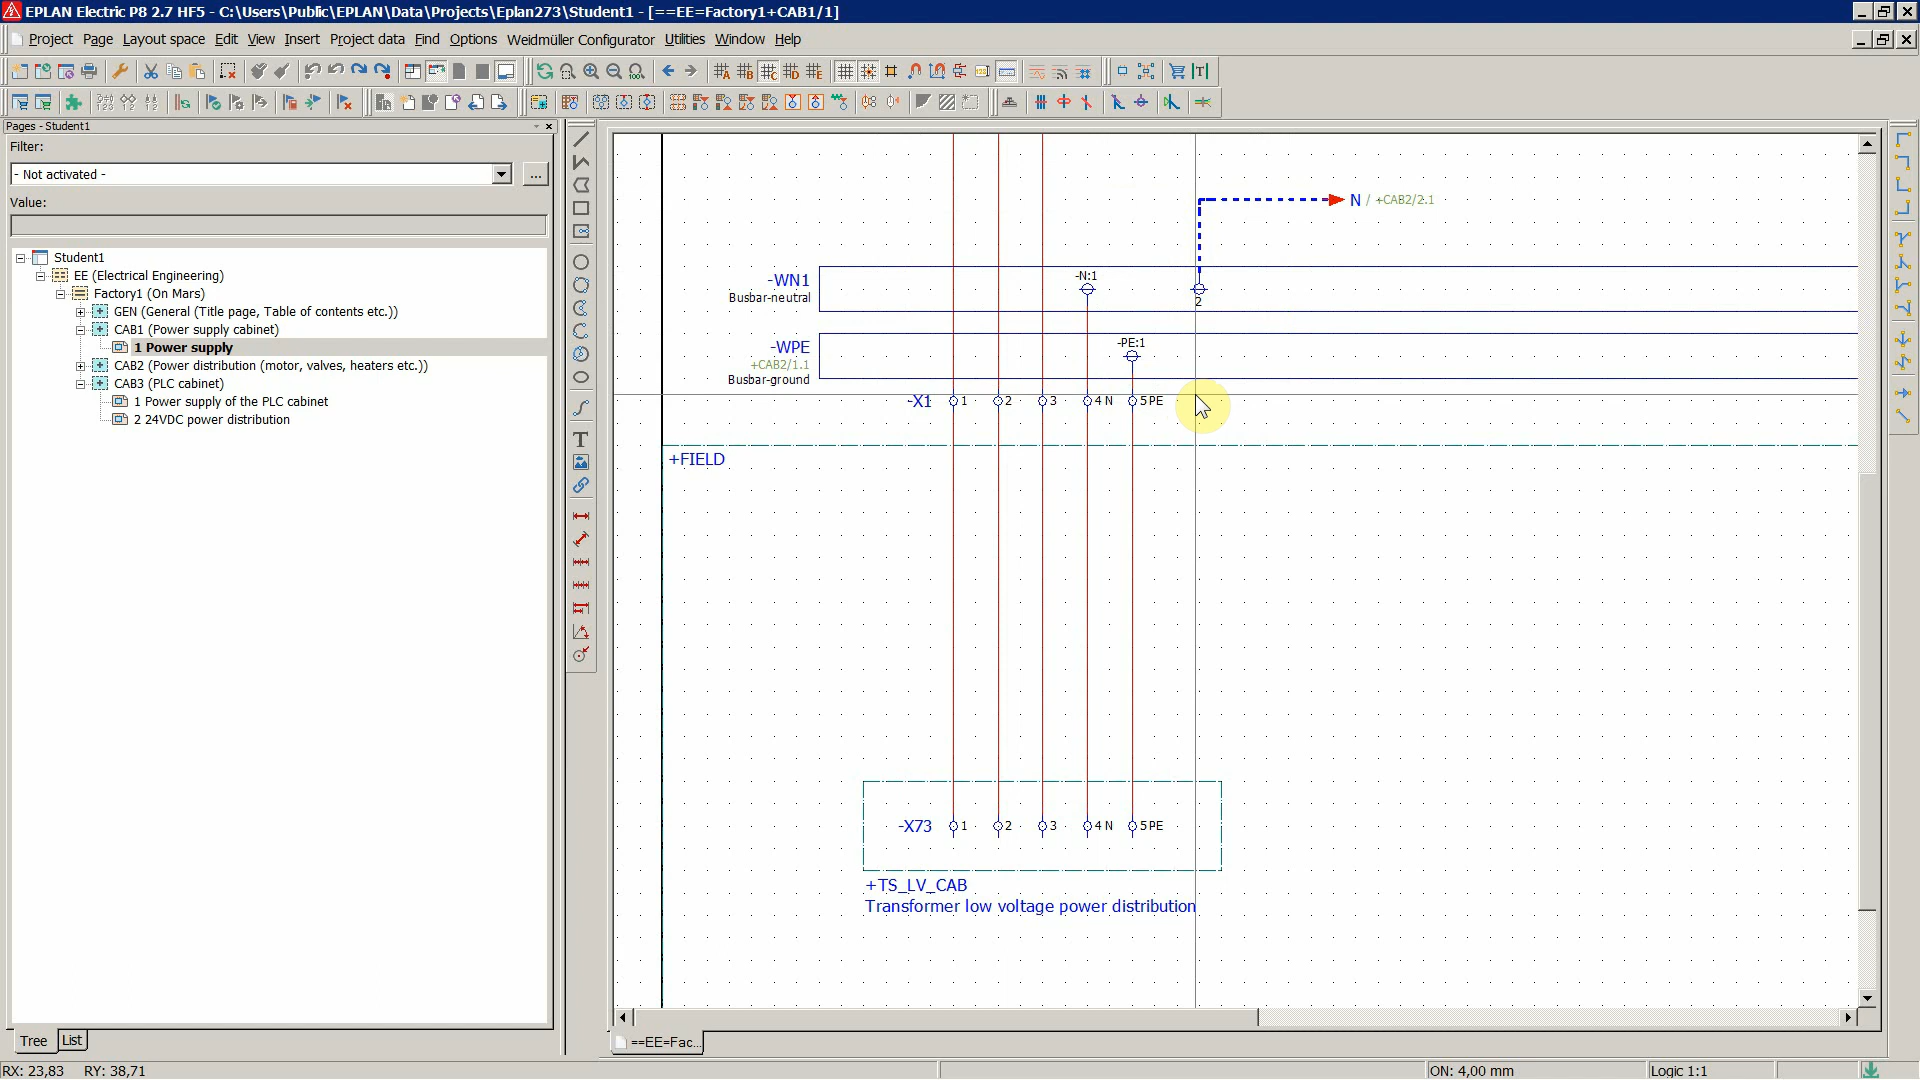 EPLAN Electric P8 2.7 HF5 - C:\Users\Public\EPLAN\Data\Projects\Eplan273\Student1 - [==EE=Factory1+CAB1/1]
Project Page Layout space Edit View Insert Project data Find Options Weidmüller Configurator Utilities Window Help
Pages - Student1
Filter:
- Not activated -
...
Value:
Student1
EE (Electrical Engineering)
Factory1 (On Mars)
GEN (General (Title page, Table of contents etc.))
CAB1 (Power supply cabinet)
1 Power supply
CAB2 (Power distribution (motor, valves, heaters etc.))
CAB3 (PLC cabinet)
1 Power supply of the PLC cabinet
2 24VDC power distribution
Tree List
N / +CAB2/2.1
-WN1
Busbar-neutral
-N:1
2
-WPE
+CAB2/1.1
Busbar-ground
-PE:1
-X1 1 2 3 4 N 5 PE
+FIELD
-X73 1 2 3 4 N 5 PE
+TS_LV_CAB
Transformer low voltage power distribution
==EE=Fac...
RX: 23,83 RY: 38,71
ON: 4,00 mm
Logic 1:1